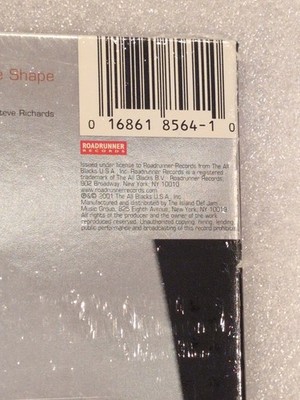 e Shape
teve Richards
0 16861 8564-1 0
ROADRUNNER
RECORDS
Issued under license to Roadrunner Records from The All
Blacks U.S.A., Inc. Roadrunner Records is a registered
trademark of The All Blacks B.V. Roadrunner Records,
902 Broadway, New York, NY 10010
www.roadrunnerrecords.com
℗&© 2001 The All Blacks U.S.A., Inc.
Manufactured and distributed by The Island Def Jam
Music Group, 825 Eighth Avenue, New York, NY 10019.
All rights of the producer and the owner of the work
reproduced reserved. Unauthorized copying, hiring, lending
public performance and broadcasting of this record prohibited